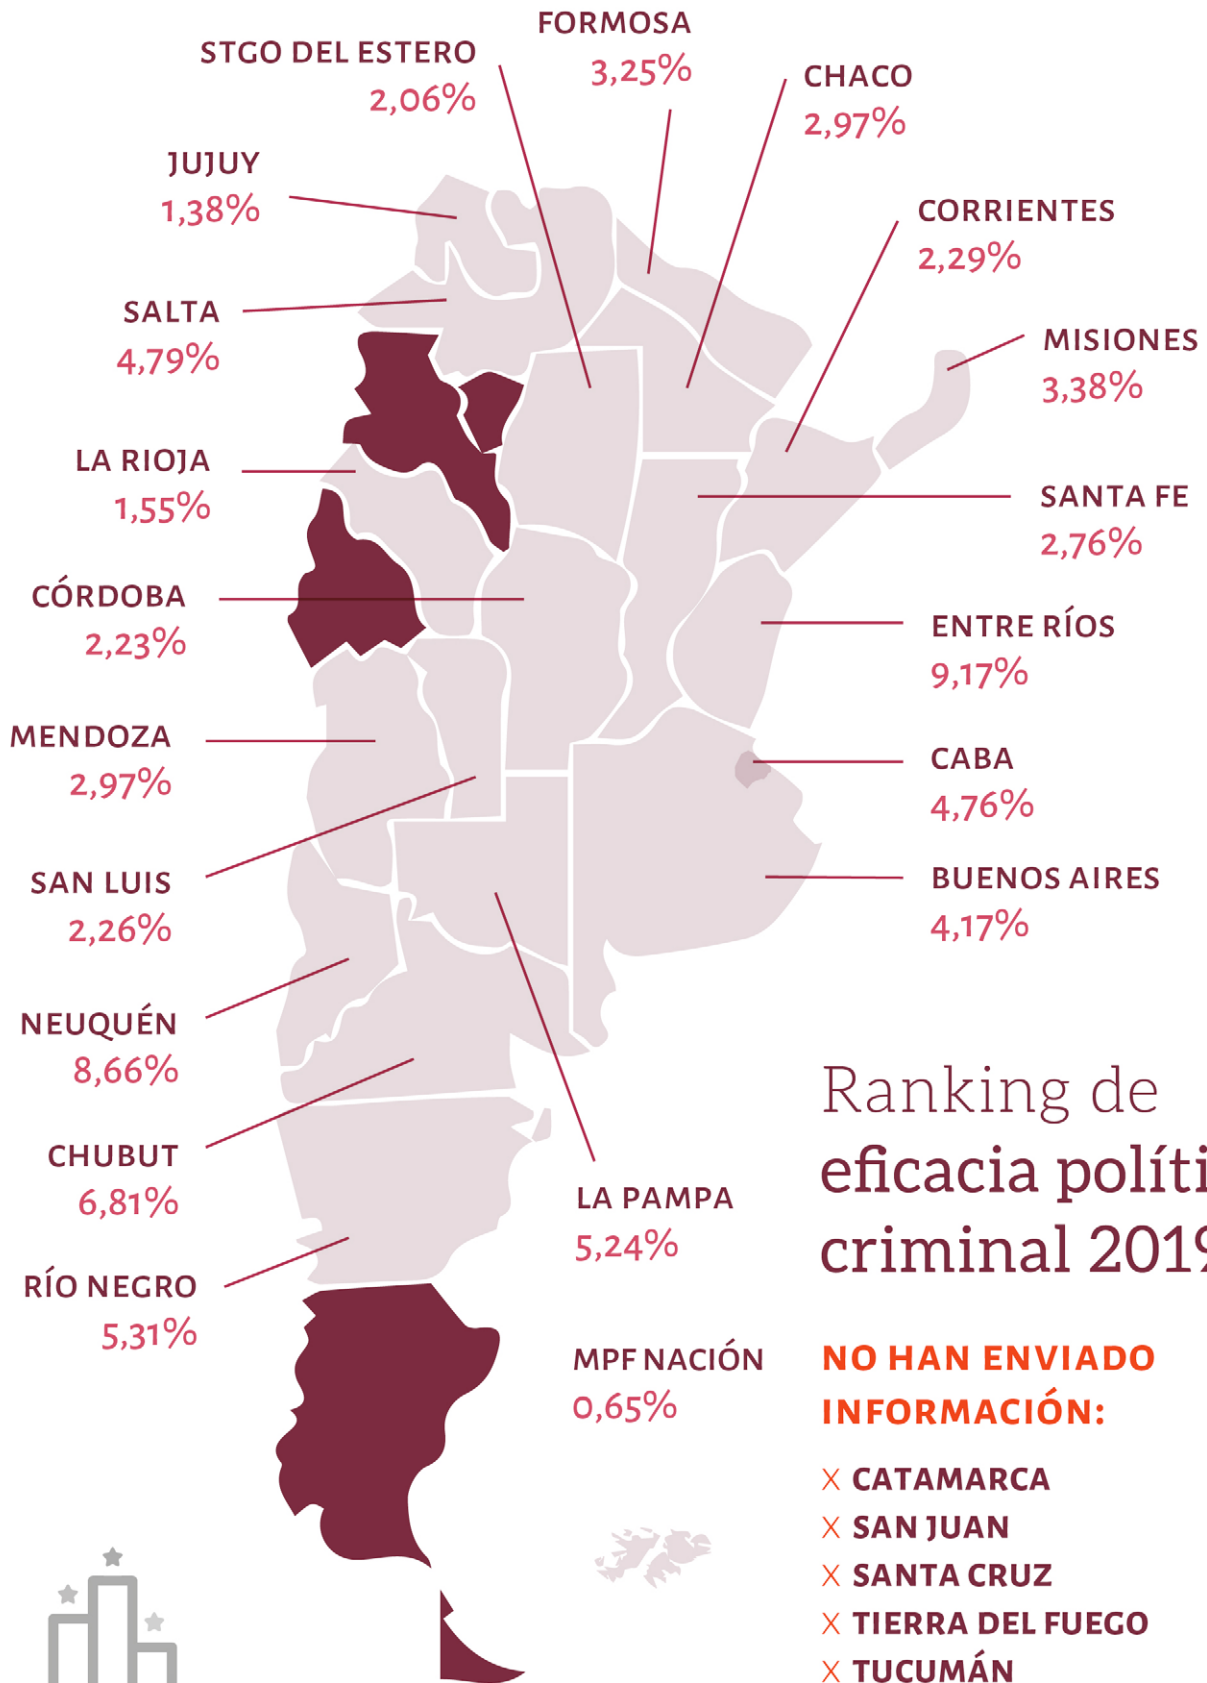 FORMOSA
3,25%
STGO DEL ESTERO
2,06%
CHACO
2,97%
JUJUY
1,38%
CORRIENTES
2,29%
SALTA
4,79%
MISIONES
3,38%
LA RIOJA
1,55%
SANTA FE
2,76%
CÓRDOBA
2,23%
ENTRE RÍOS
9,17%
MENDOZA
2,97%
CABA
4,76%
SAN LUIS
2,26%
BUENOS AIRES
4,17%
NEUQUÉN
8,66%
CHUBUT
6,81%
LA PAMPA
5,24%
RÍO NEGRO
5,31%
MPF NACIÓN
0,65%
Ranking de
eficacia políti
criminal 2019
NO HAN ENVIADO
INFORMACIÓN:
X CATAMARCA
X SAN JUAN
X SANTA CRUZ
X TIERRA DEL FUEGO
X TUCUMÁN